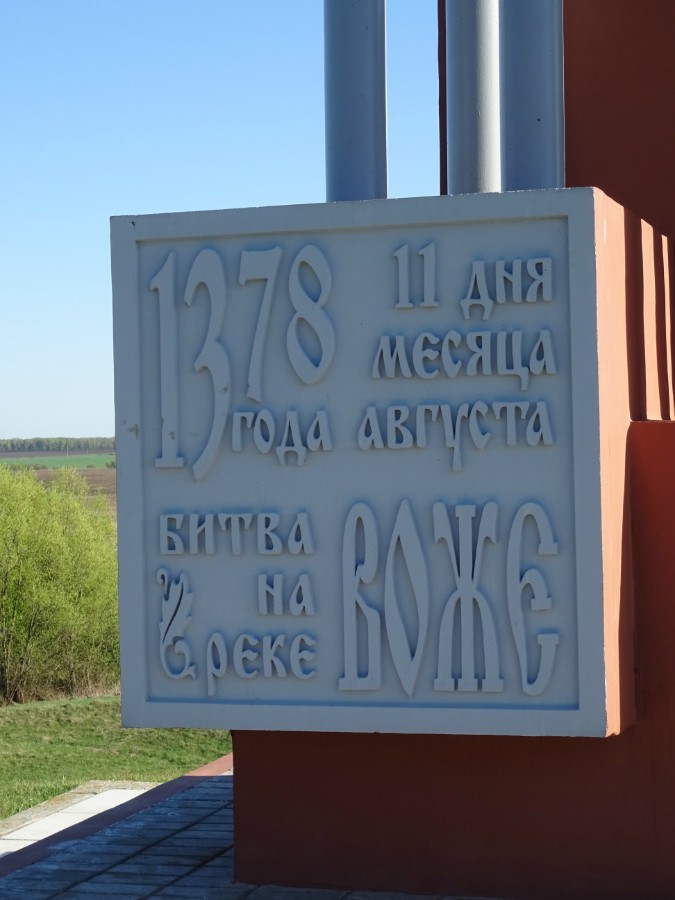 1378 года
11 дня
месяца
августа
битва
на
реке
ВОЖЕ